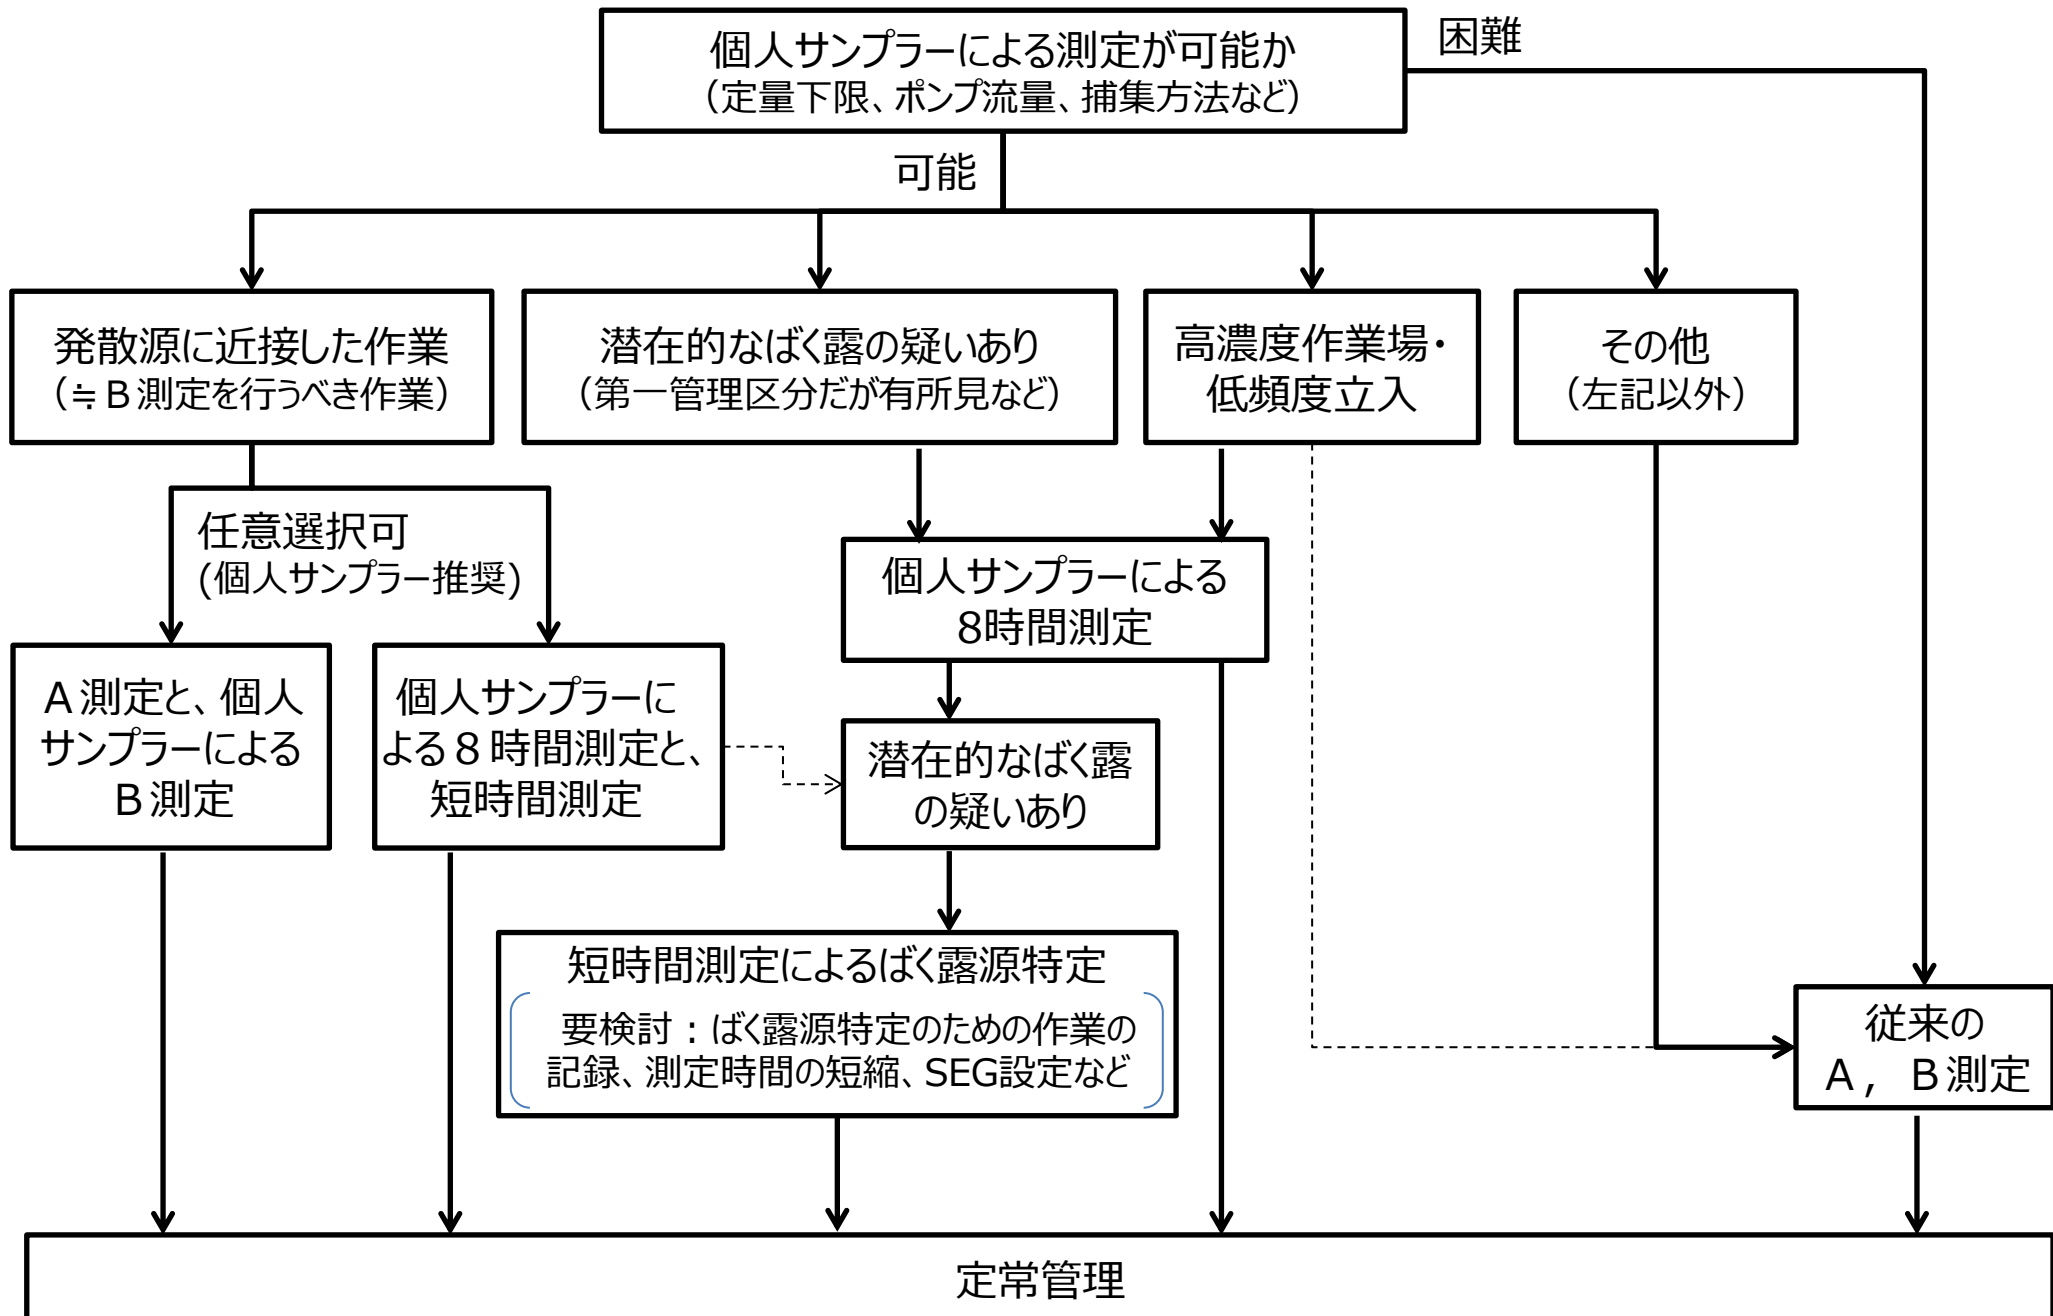 個人サンプラーによる測定が可能か
（定量下限、ポンプ流量、捕集方法など）
困難
可能
発散源に近接した作業
（≒Ｂ測定を行うべき作業）
潜在的なばく露の疑いあり
（第一管理区分だが有所見など）
高濃度作業場・
低頻度立入
その他
（左記以外）
任意選択可
(個人サンプラー推奨)
個人サンプラーによる
8時間測定
Ａ測定と、個人
サンプラーによる
Ｂ測定
個人サンプラーに
よる８時間測定と、
短時間測定
潜在的なばく露
の疑いあり
短時間測定によるばく露源特定
要検討：ばく露源特定のための作業の
記録、測定時間の短縮、SEG設定など
従来の
Ａ，Ｂ測定
定常管理